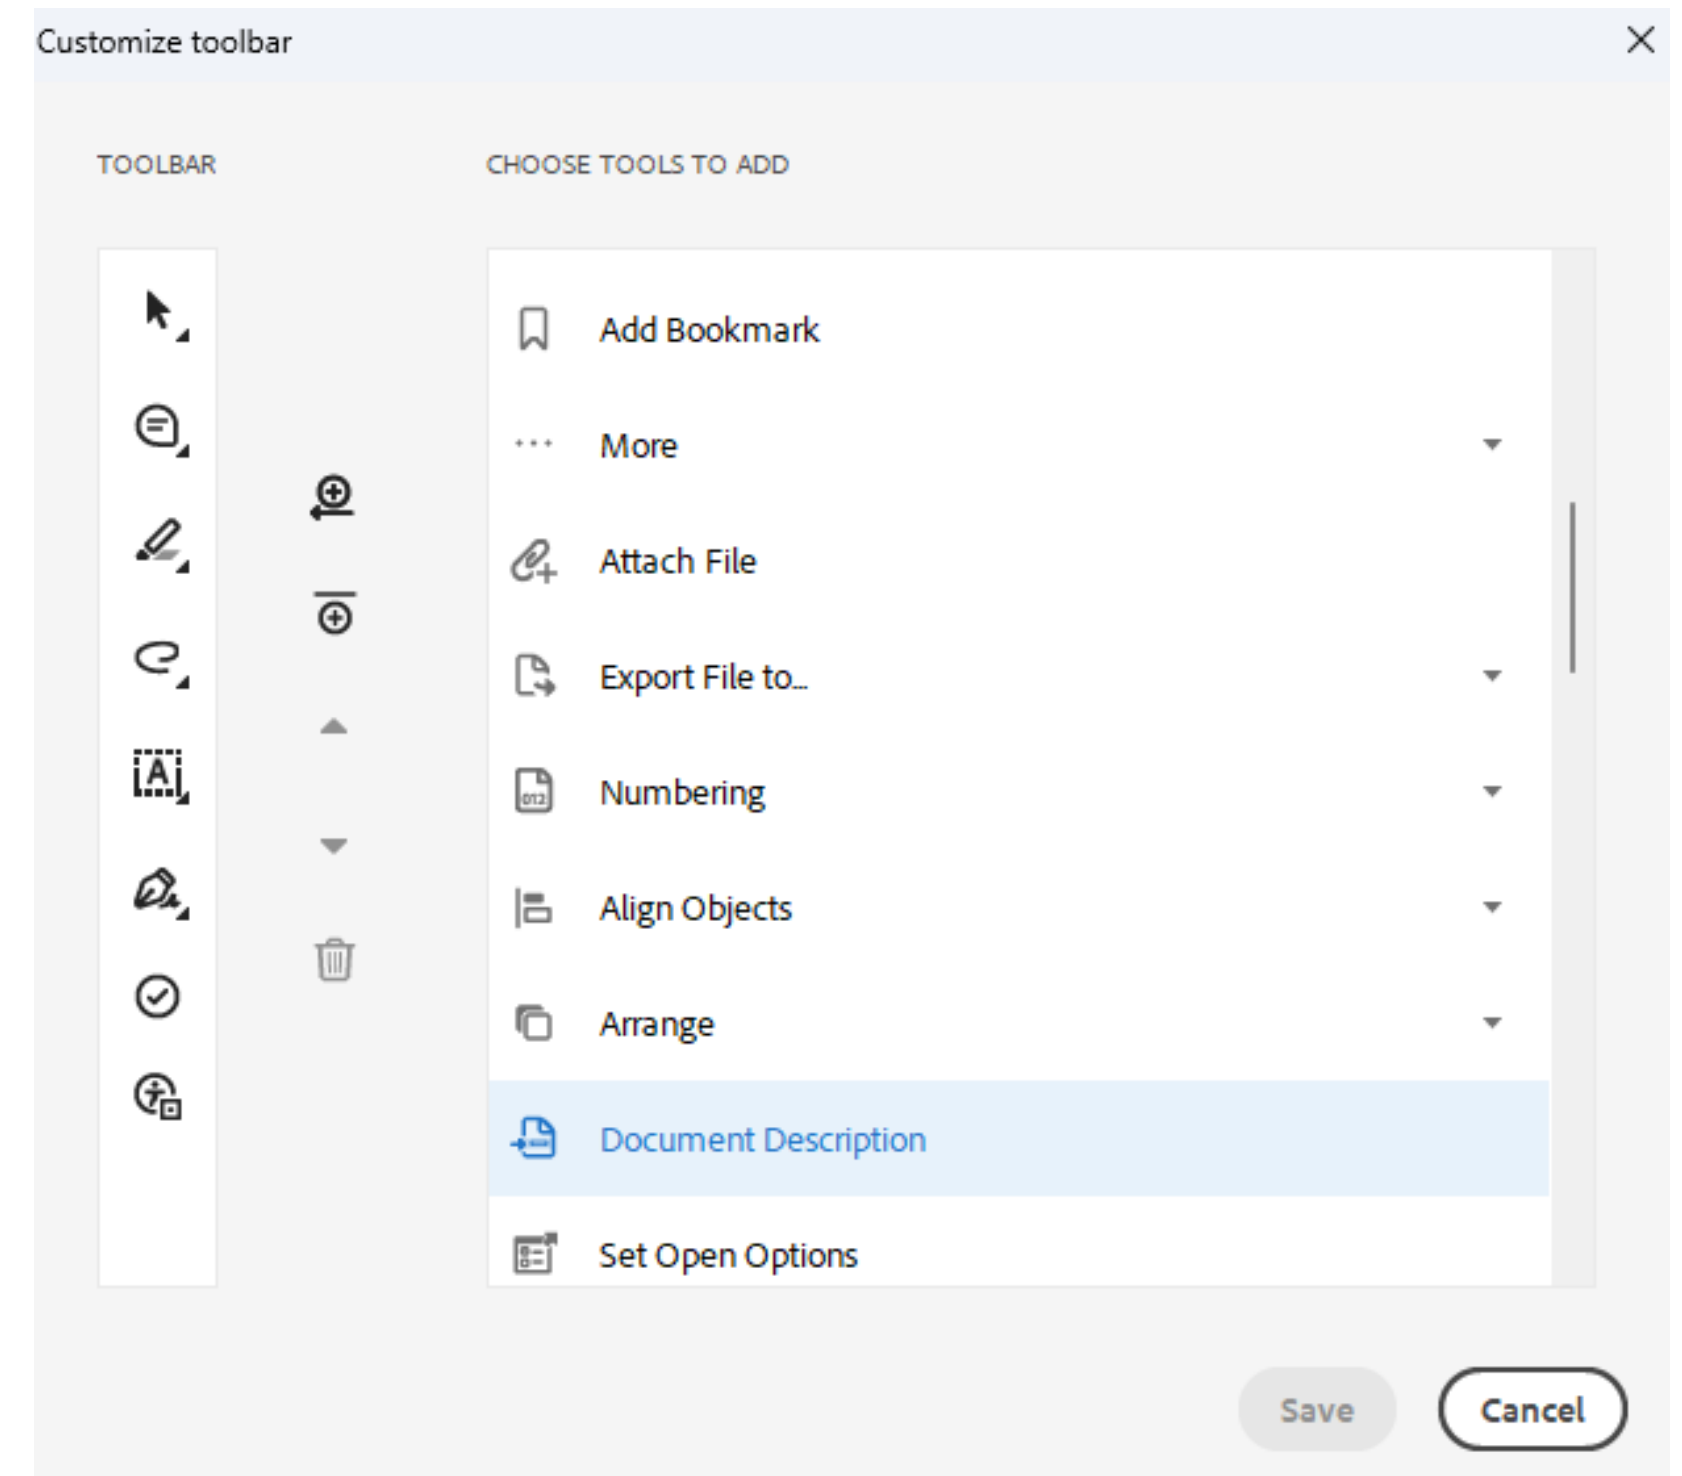 Customize toolbar
TOOLBAR
CHOOSE TOOLS TO ADD
Add Bookmark
More
Attach File
Export File to...
Numbering
Align Objects
Arrange
Document Description
Set Open Options
Save
Cancel